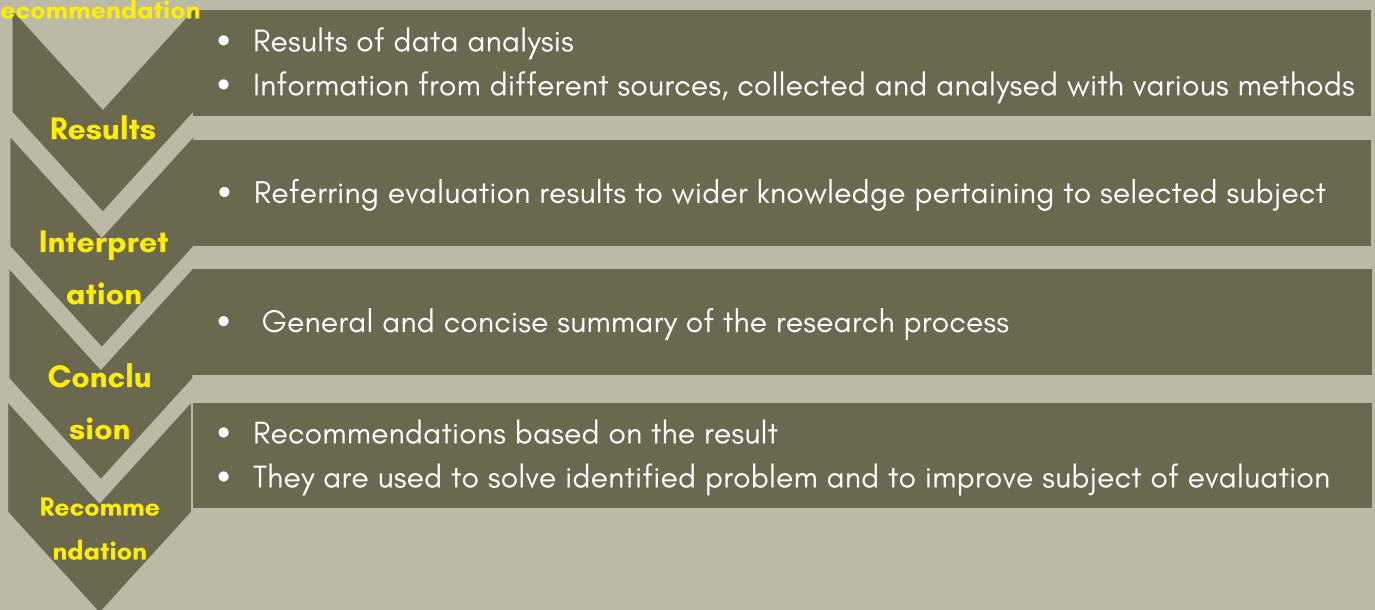 ecommendation
• Results of data analysis
• Information from different sources, collected and analysed with various methods
Results
• Referring evaluation results to wider knowledge pertaining to selected subject
Interpret
ation
• General and concise summary of the research process
Conclu
sion
• Recommendations based on the result
• They are used to solve identified problem and to improve subject of evaluation
Recomme
ndation